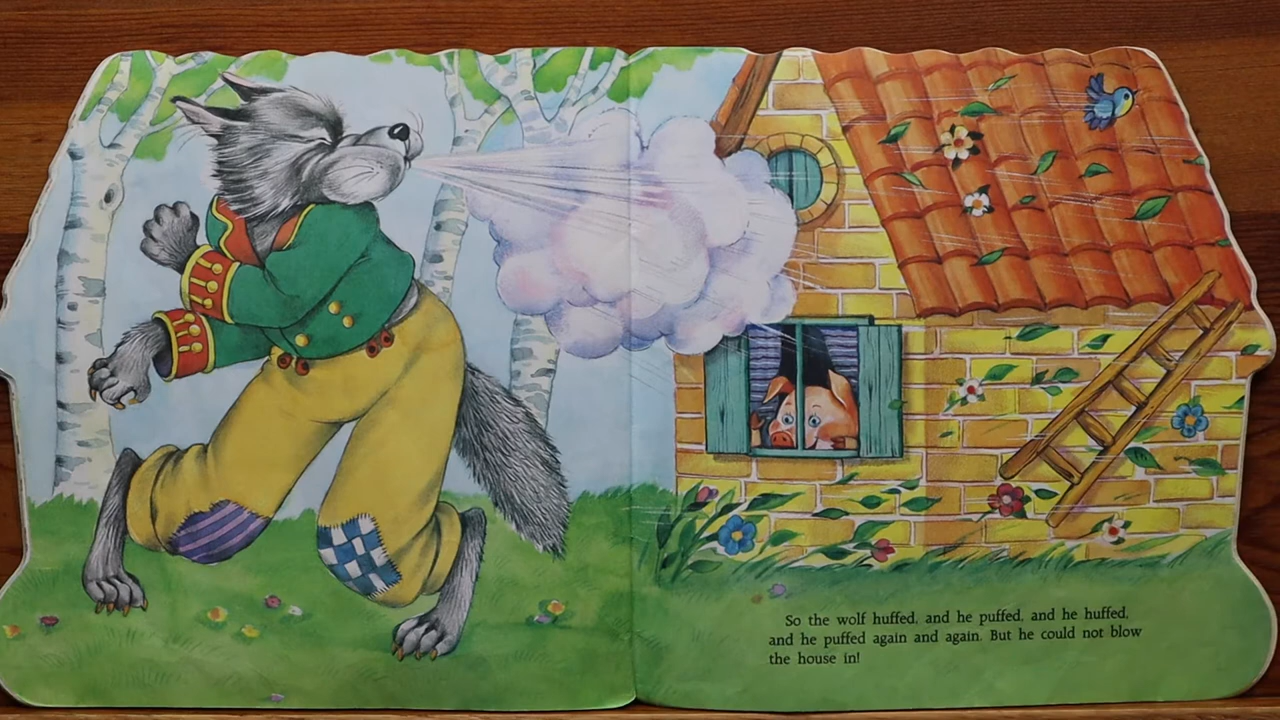 So the wolf huffed, and he puffed, and he huffed,
and he puffed again and again. But he could not blow
the house in!